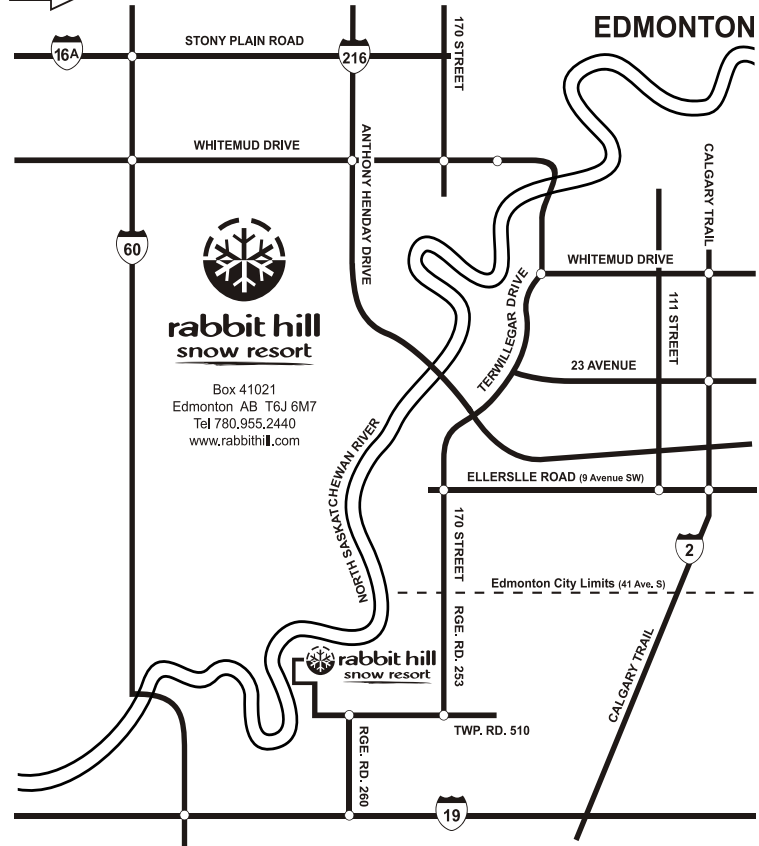 EDMONTON
STONY PLAIN ROAD
16A
216
170 STREET
WHITEMUD DRIVE
ANTHONY HENDAY DRIVE
CALGARY TRAIL
60
rabbit hill
snow resort
Box 41021
Edmonton AB T6J 6M7
Tel 780.955.2440
www.rabbithill.com
WHITEMUD DRIVE
TERWILLEGAR DRIVE
111 STREET
23 AVENUE
NORTH SASKATCHEWAN RIVER
ELLERSLLE ROAD (9 Avenue SW)
170 STREET
2
Edmonton City Limits (41 Ave. S)
RGE. RD. 253
rabbit hill
snow resort
CALGARY TRAIL
TWP. RD. 510
RGE. RD. 260
19